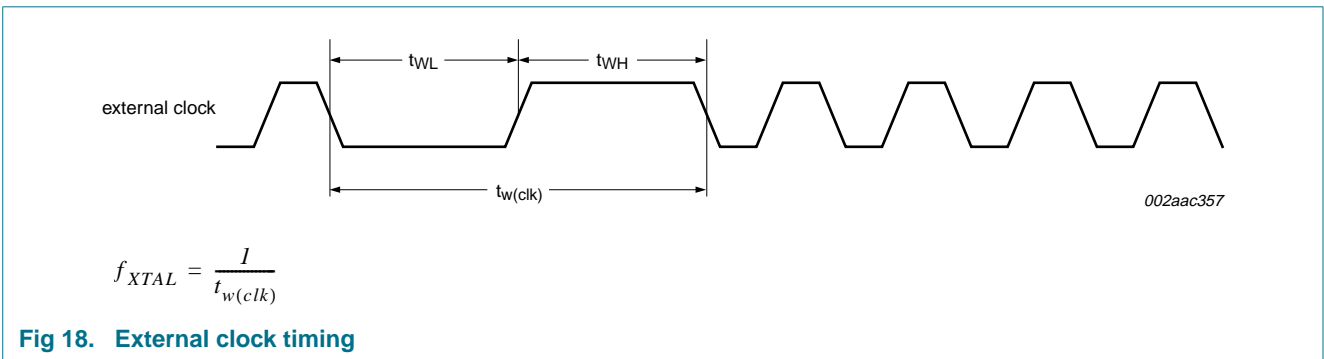 t_WL
t_WH
external clock
t_w(clk)
002aac357
f_XTAL = 1 / t_w(clk)
Fig 18. External clock timing